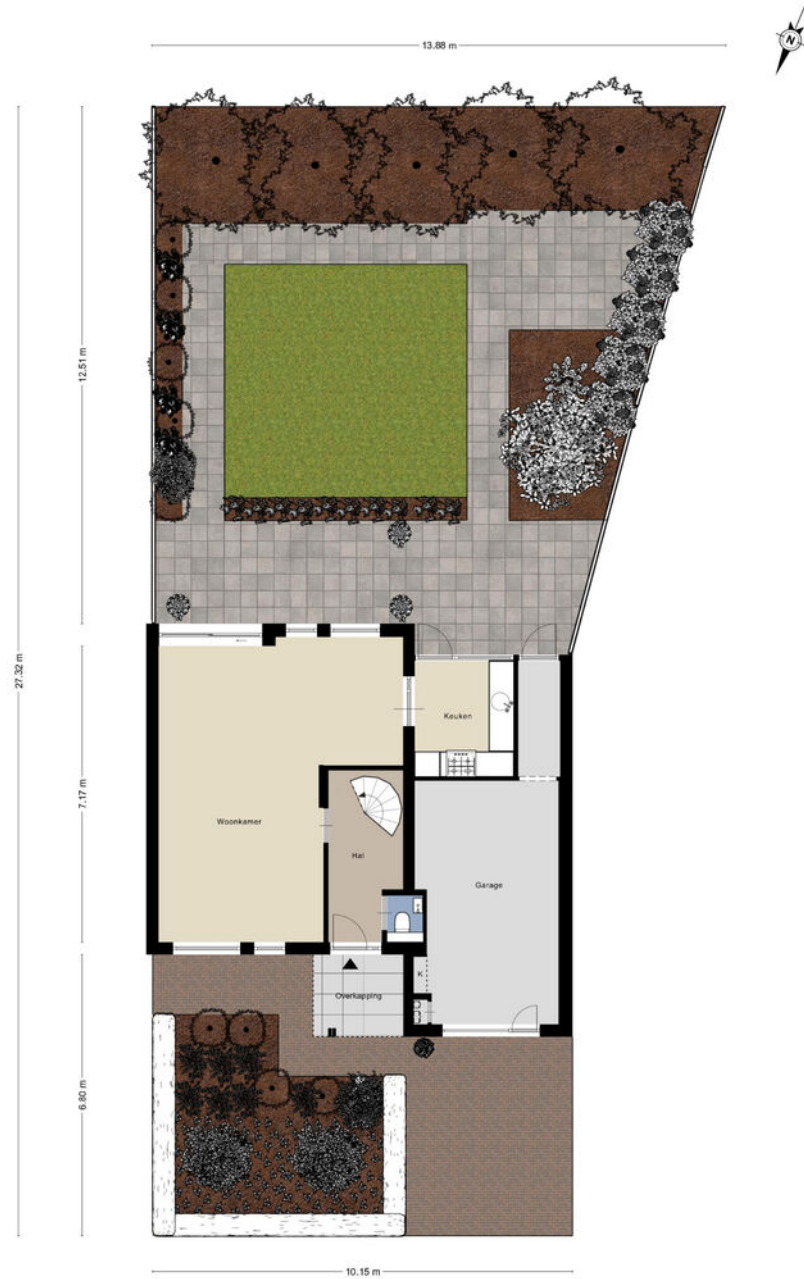 13.88 m
N
12.51 m
27.32 m
Keuken
7.17 m
Woonkamer
Hal
Garage
K
Overkapping
6.80 m
10.15 m